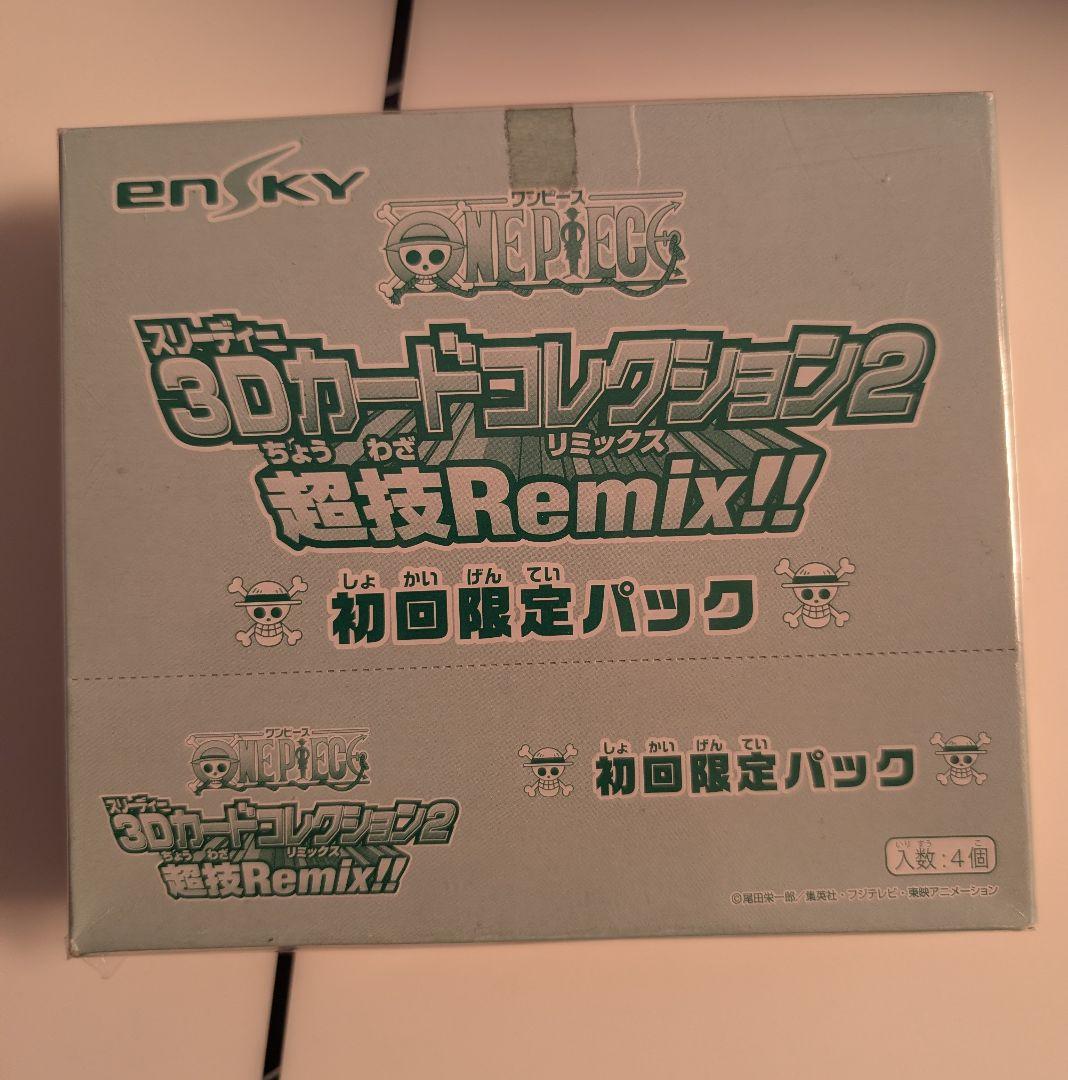 ensky
ワンピース
ONE PIECE
スリーディー
3Dカードコレクション2
ちょう わざ リミックス
超技Remix!!
しょ かい げん てい
初回限定パック
ワンピース
ONE PIECE
スリーディー
3Dカードコレクション2
ちょう わざ リミックス
超技Remix!!
しょ かい げん てい
初回限定パック
いり すう こ
入数:4個
©尾田栄一郎/集英社・フジテレビ・東映アニメーション